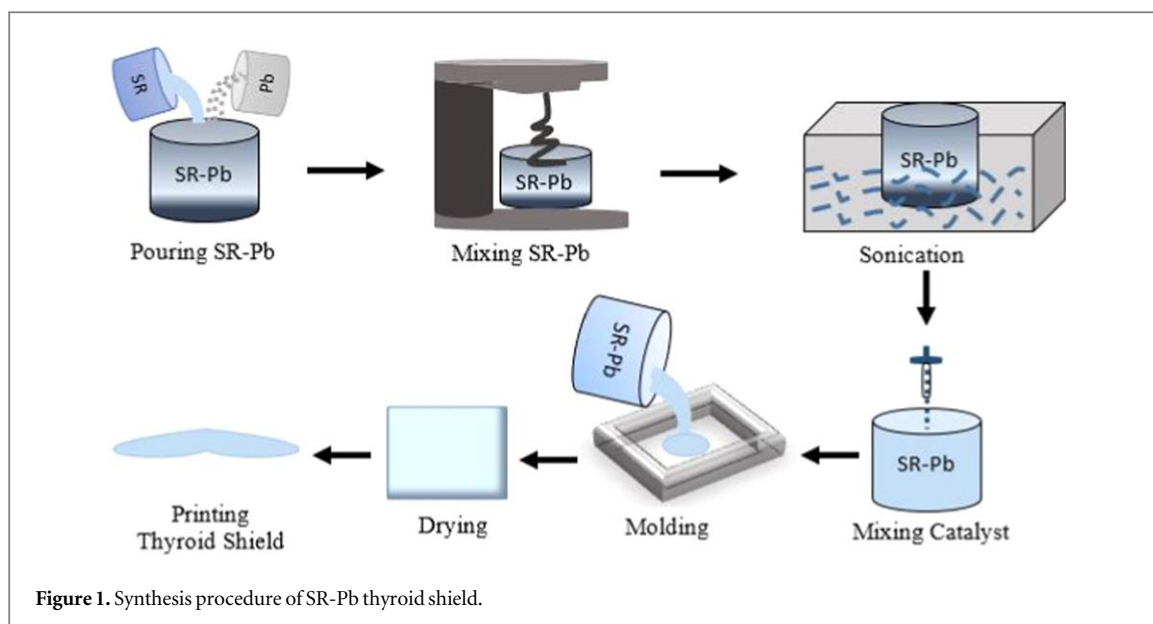 SR
Pb
SR-Pb
Pouring SR-Pb
SR-Pb
Mixing SR-Pb
SR-Pb
Sonication
SR-Pb
Mixing Catalyst
SR-Pb
Molding
Drying
Printing
Thyroid Shield
Figure 1. Synthesis procedure of SR-Pb thyroid shield.